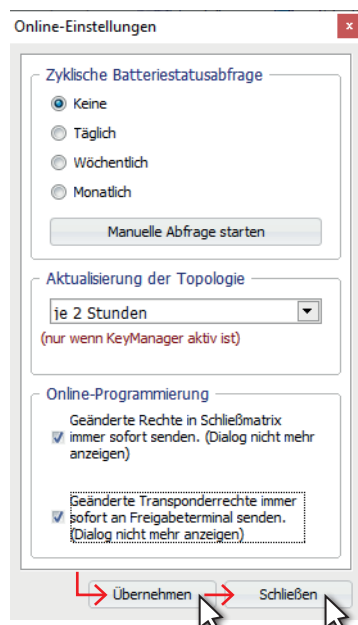 Online-Einstellungen
x
Zyklische Batteriestatusabfrage
Keine
Täglich
Wöchentlich
Monatlich
Manuelle Abfrage starten
Aktualisierung der Topologie
je 2 Stunden
(nur wenn KeyManager aktiv ist)
Online-Programmierung
Geänderte Rechte in Schließmatrix
immer sofort senden. (Dialog nicht mehr
anzeigen)
Geänderte Transponderrechte immer
sofort an Freigabeterminal senden.
(Dialog nicht mehr anzeigen)
Übernehmen Schließen